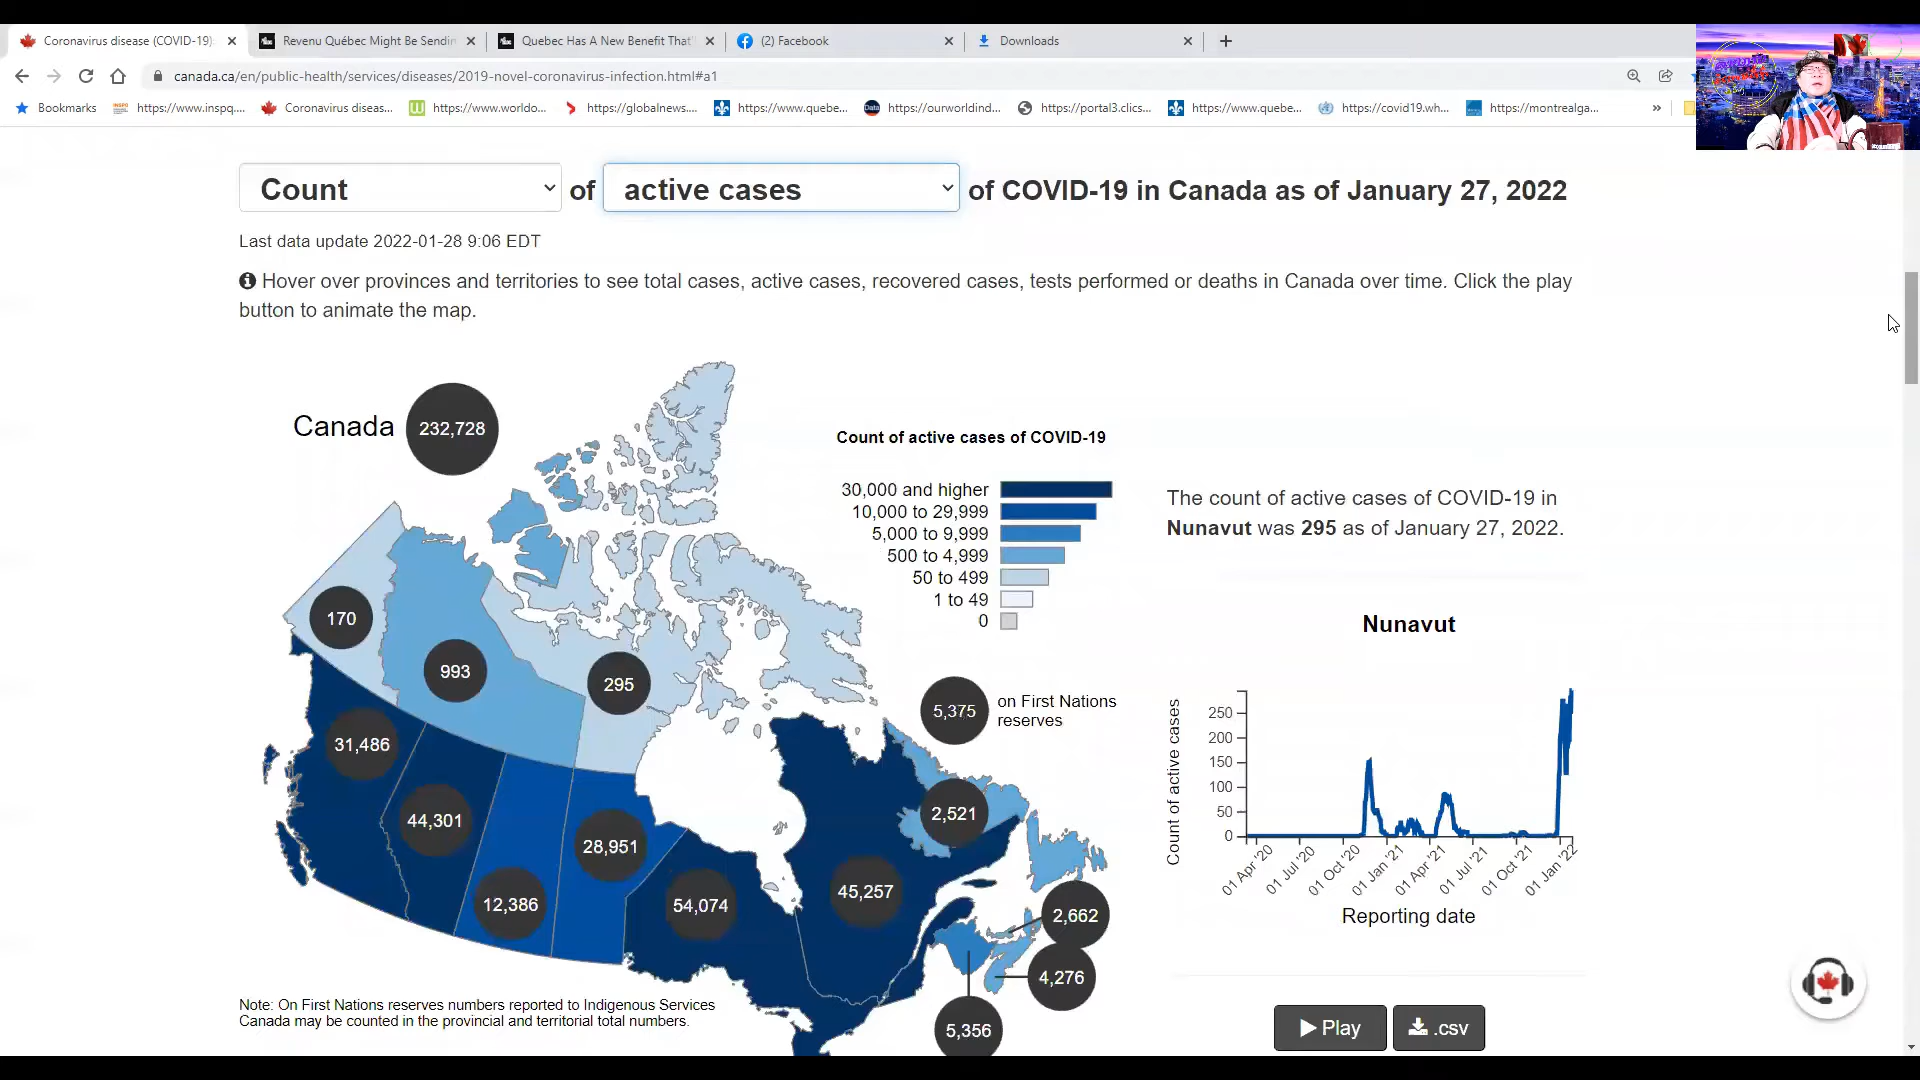 Coronavirus disease (COVID-19)
Revenu Québec Might Be Sendin
Quebec Has A New Benefit That'
(2) Facebook
Downloads
canada.ca/en/public-health/services/diseases/2019-novel-coronavirus-infection.html#a1
Bookmarks
https://www.inspq....
Coronavirus diseas...
https://www.worldo...
https://globalnews....
https://www.quebe...
https://ourworldind...
https://portal3.clics...
https://www.quebe...
https://covid19.wh...
https://montrealga...
Count of active cases of COVID-19 in Canada as of January 27, 2022
Last data update 2022-01-28 9:06 EDT
Hover over provinces and territories to see total cases, active cases, recovered cases, tests performed or deaths in Canada over time. Click the play
button to animate the map.
Canada 232,728
Count of active cases of COVID-19
30,000 and higher
10,000 to 29,999
5,000 to 9,999
500 to 4,999
50 to 499
1 to 49
0
170
993
295
5,375 on First Nations
reserves
31,486
44,301
12,386
28,951
54,074
45,257
2,521
2,662
4,276
5,356
Note: On First Nations reserves numbers reported to Indigenous Services
Canada may be counted in the provincial and territorial total numbers.
The count of active cases of COVID-19 in
Nunavut was 295 as of January 27, 2022.
Nunavut
Count of active cases
250
200
150
100
50
0
01 Apr '20
01 Jul '20
01 Oct '20
01 Jan '21
01 Apr '21
01 Jul '21
01 Oct '21
01 Jan '22
Reporting date
Play
.csv